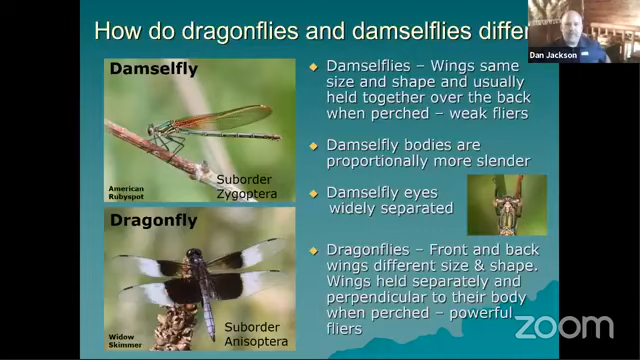 How do dragonflies and damselflies differ
Dan Jackson
Damselfly
American
Rubyspot
Suborder
Zygoptera
Dragonfly
Widow
Skimmer
Suborder
Anisoptera
Damselflies – Wings same
size and shape and usually
held together over the back
when perched – weak fliers
Damselfly bodies are
proportionally more slender
Damselfly eyes
widely separated
Dragonflies – Front and back
wings different size & shape.
Wings held separately and
perpendicular to their body
when perched – powerful
fliers
zoom